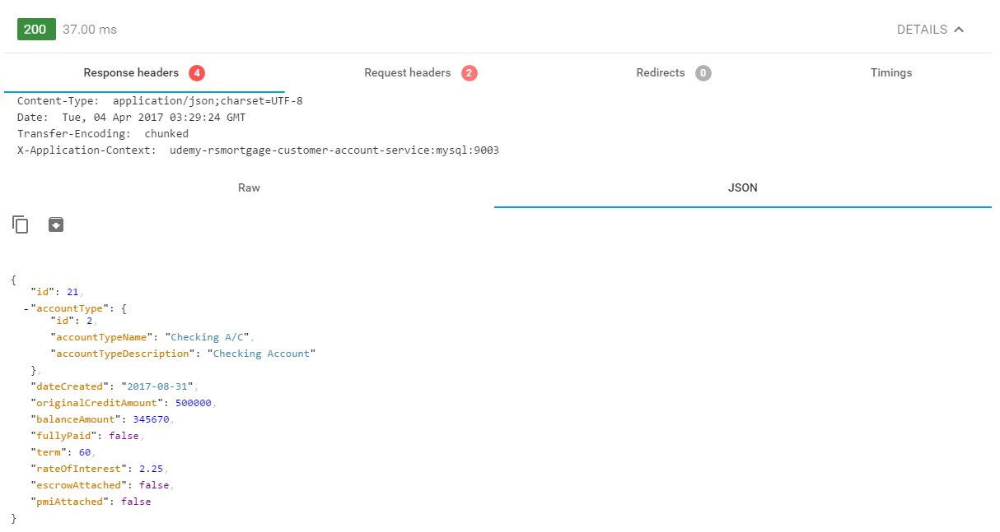 200 37.00 ms DETAILS
Response headers 4 Request headers 2 Redirects 0 Timings
Content-Type: application/json;charset=UTF-8
Date: Tue, 04 Apr 2017 03:29:24 GMT
Transfer-Encoding: chunked
X-Application-Context: udemy-rsmortgage-customer-account-service:mysql:9003
Raw JSON
{
"id": 21,
-"accountType": {
"id": 2,
"accountTypeName": "Checking A/C",
"accountTypeDescription": "Checking Account"
},
"dateCreated": "2017-08-31",
"originalCreditAmount": 500000,
"balanceAmount": 345670,
"fullyPaid": false,
"term": 60,
"rateOfInterest": 2.25,
"escrowAttached": false,
"pmiAttached": false
}